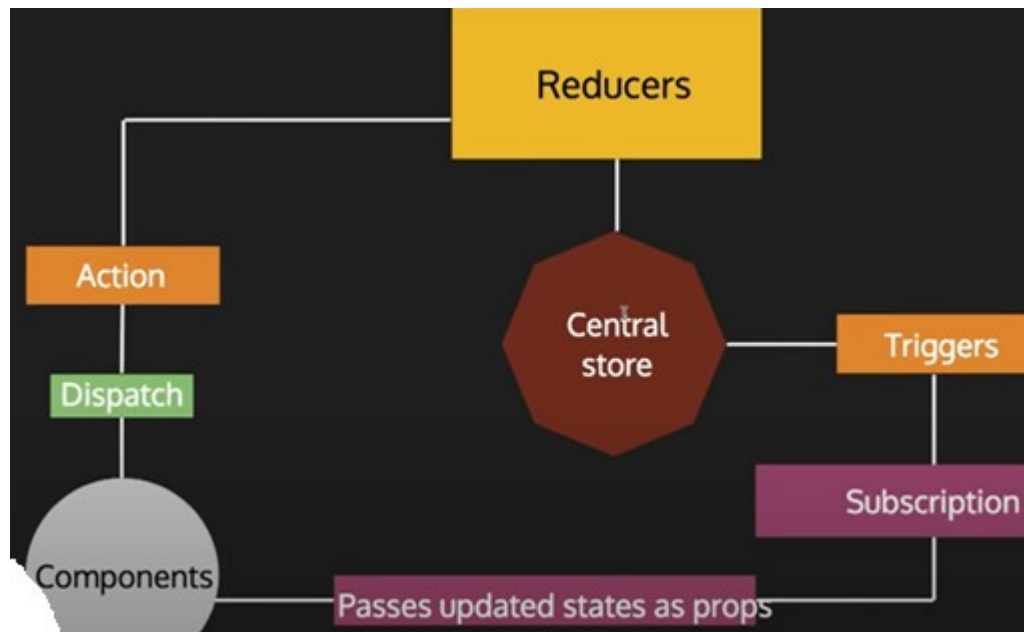 Reducers
Action
Central
store
Triggers
Dispatch
Subscription
Components
Passes updated states as props